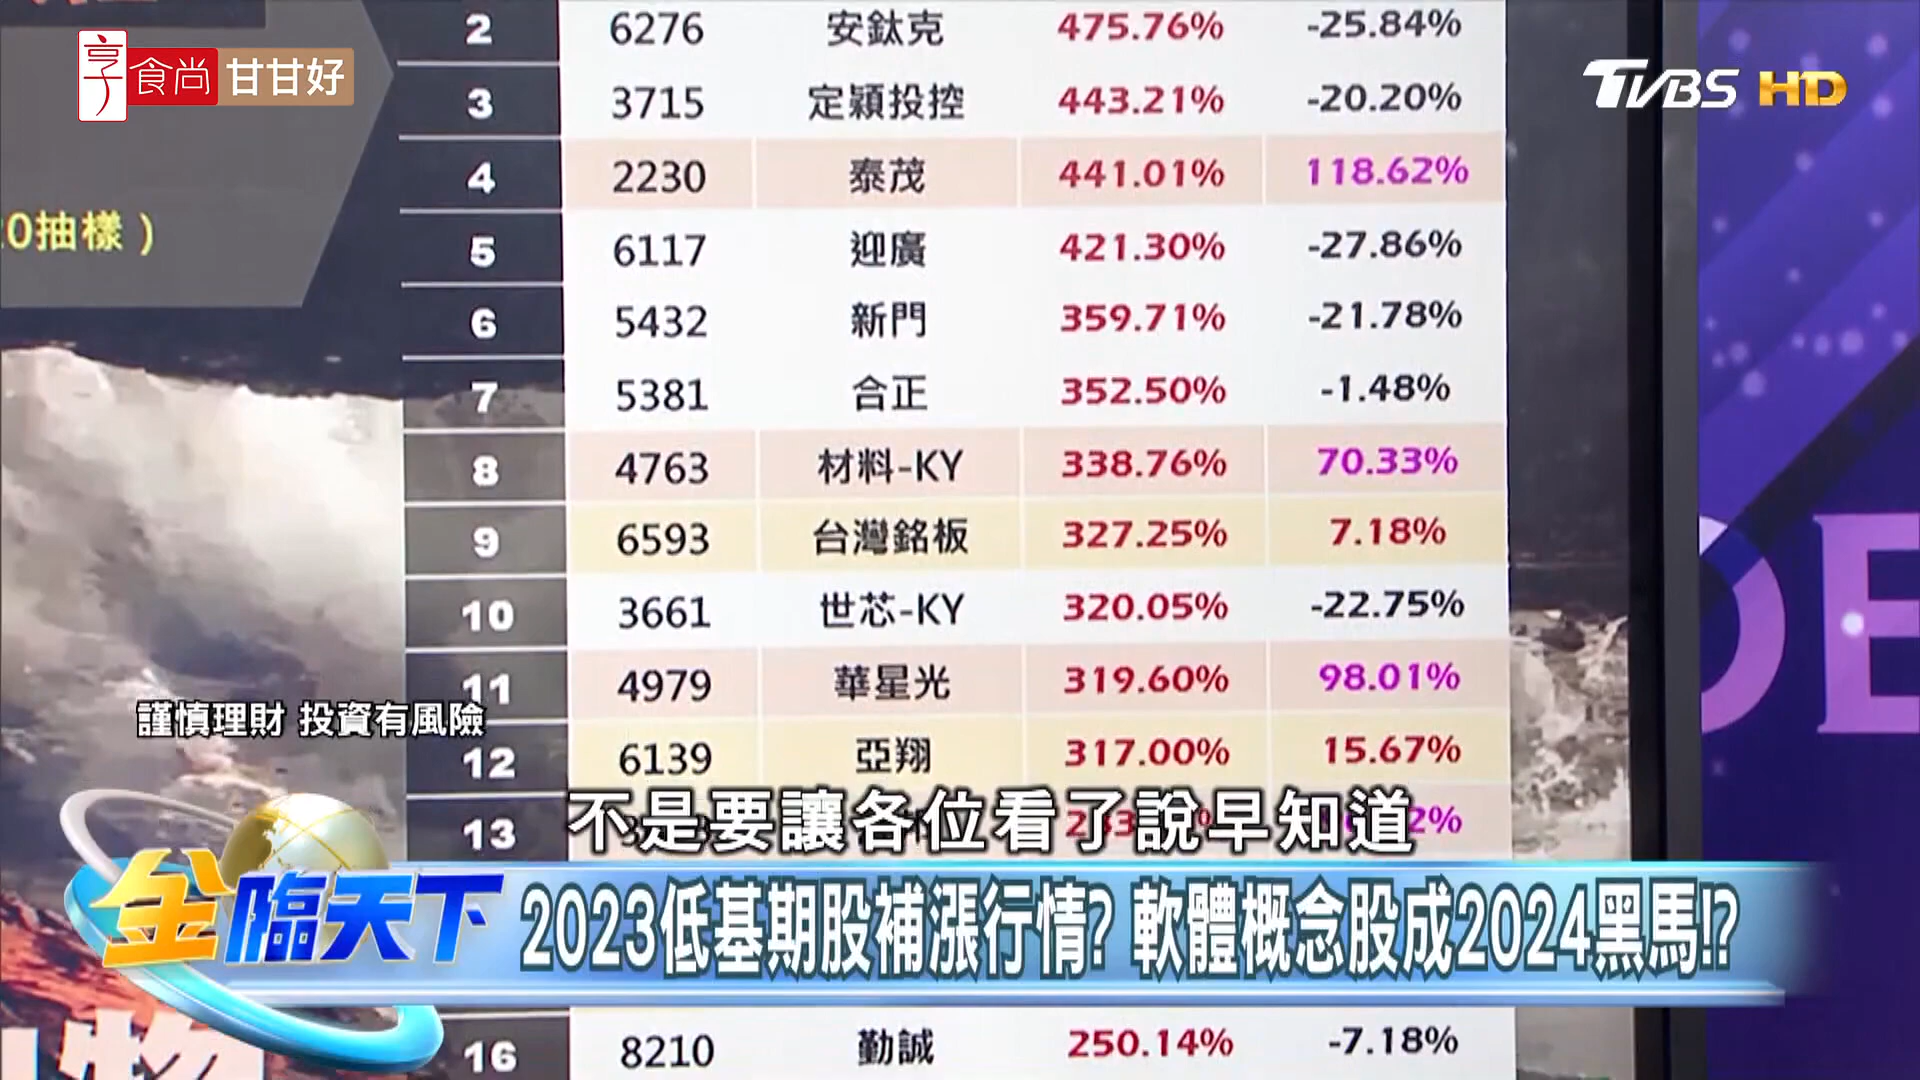 享食尚 甘甘好
TVBS HD
2 6276 安鈦克 475.76% -25.84%
3 3715 定穎投控 443.21% -20.20%
4 2230 泰茂 441.01% 118.62%
0抽樣）
5 6117 迎廣 421.30% -27.86%
6 5432 新門 359.71% -21.78%
7 5381 合正 352.50% -1.48%
8 4763 材料-KY 338.76% 70.33%
9 6593 台灣銘板 327.25% 7.18%
10 3661 世芯-KY 320.05% -22.75%
11 4979 華星光 319.60% 98.01%
謹慎理財 投資有風險
12 6139 亞翔 317.00% 15.67%
13
不是要讓各位看了說早知道
金臨天下
2023低基期股補漲行情? 軟體概念股成2024黑馬!?
16 8210 勤誠 250.14% -7.18%